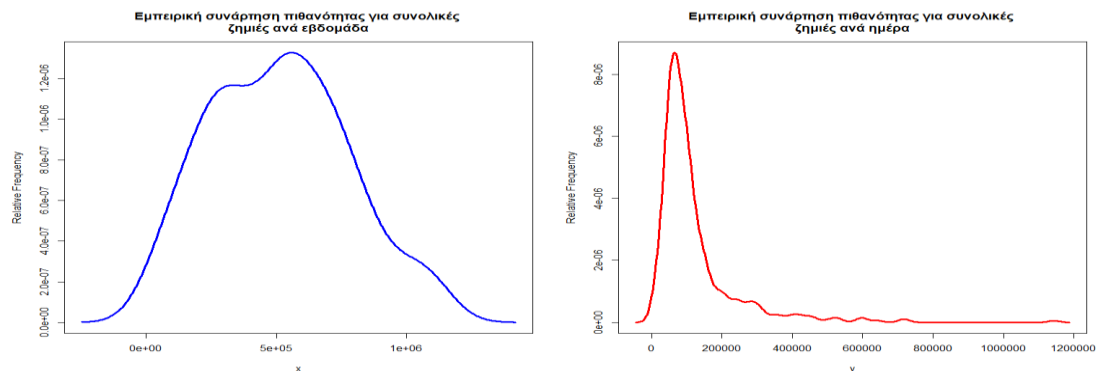 Εμπειρική συνάρτηση πιθανότητας για συνολικές
ζημιές ανά εβδομάδα
Relative Frequency
0.0e+00
2.0e-07
4.0e-07
6.0e-07
8.0e-07
1.0e-06
1.2e-06
0e+00
5e+05
1e+06
x
Εμπειρική συνάρτηση πιθανότητας για συνολικές
ζημιές ανά ημέρα
Relative Frequency
0e+00
2e-06
4e-06
6e-06
8e-06
0
200000
400000
600000
800000
1000000
1200000